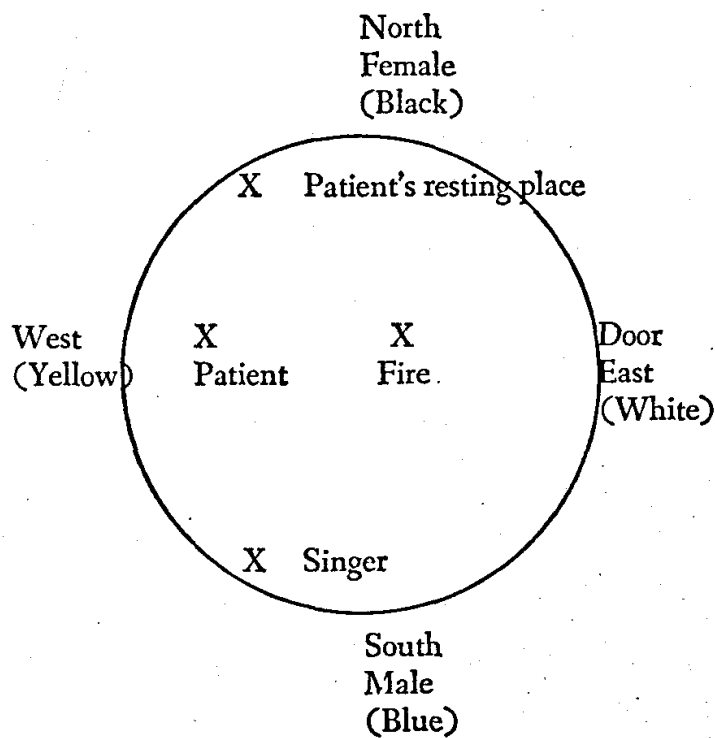 North
Female
(Black)
X Patient's resting place
West
(Yellow)
X
Patient
X
Fire
Door
East
(White)
X Singer
South
Male
(Blue)